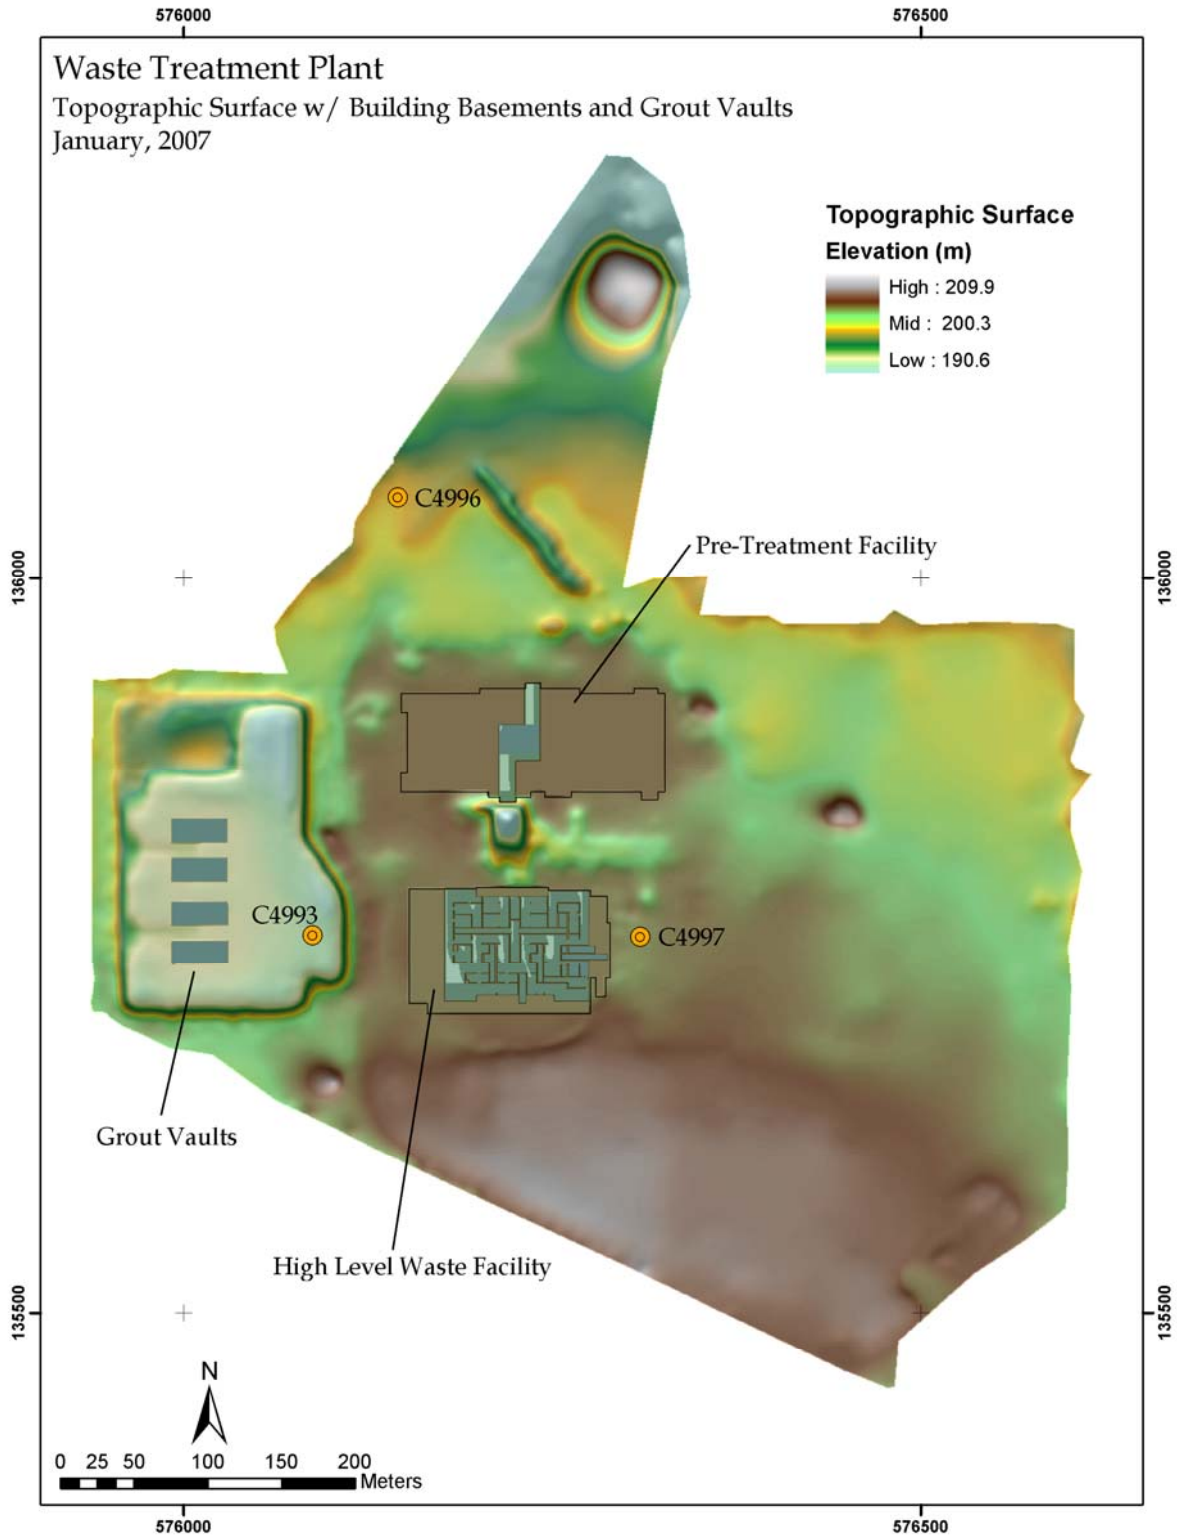 576000
576500
Waste Treatment Plant
Topographic Surface w/ Building Basements and Grout Vaults
January, 2007
Topographic Surface
Elevation (m)
High : 209.9
Mid : 200.3
Low : 190.6
C4996
Pre-Treatment Facility
136000
136000
C4993
C4997
Grout Vaults
High Level Waste Facility
135500
135500
N
0 25 50 100 150 200
Meters
576000
576500